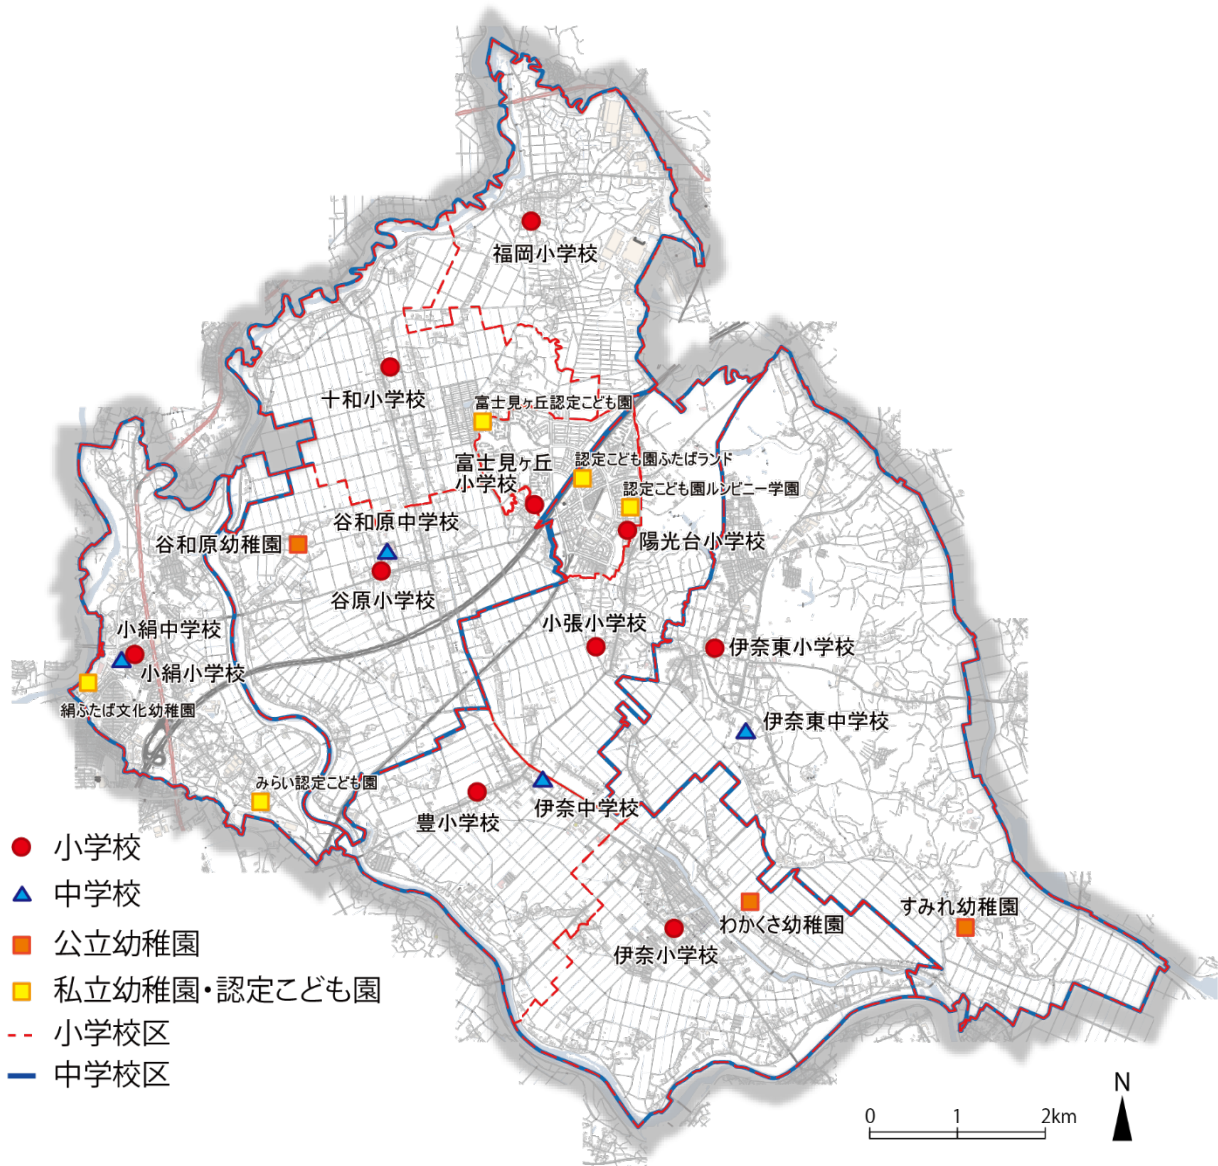 福岡小学校
十和小学校
富士見ヶ丘認定こども園
富士見ヶ丘
小学校
認定こども園ふたばランド
認定こども園ルンビニー学園
谷和原中学校
陽光台小学校
谷和原幼稚園
谷原小学校
小張小学校
小絹中学校
伊奈東小学校
小絹小学校
絹ふたば文化幼稚園
伊奈東中学校
みらい認定こども園
伊奈中学校
豊小学校
小学校
中学校
すみれ幼稚園
わかくさ幼稚園
公立幼稚園
伊奈小学校
私立幼稚園・認定こども園
小学校区
中学校区
N
0 1 2km